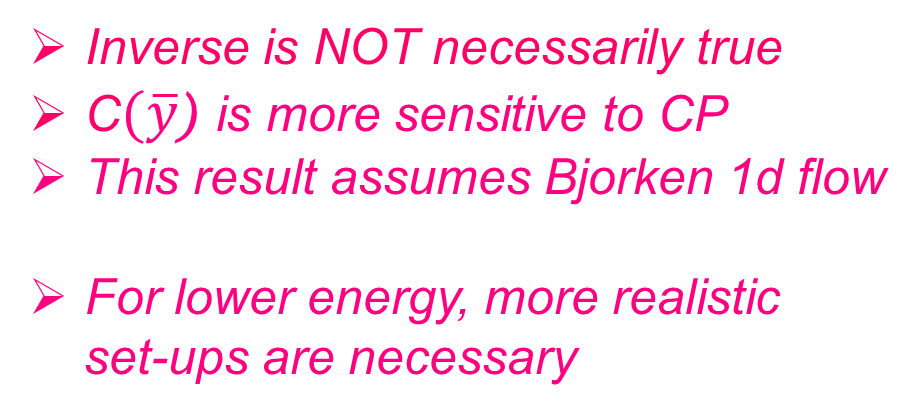 ➢ Inverse is NOT necessarily true
➢ C(ȳ) is more sensitive to CP
➢ This result assumes Bjorken 1d flow
➢ For lower energy, more realistic
set-ups are necessary